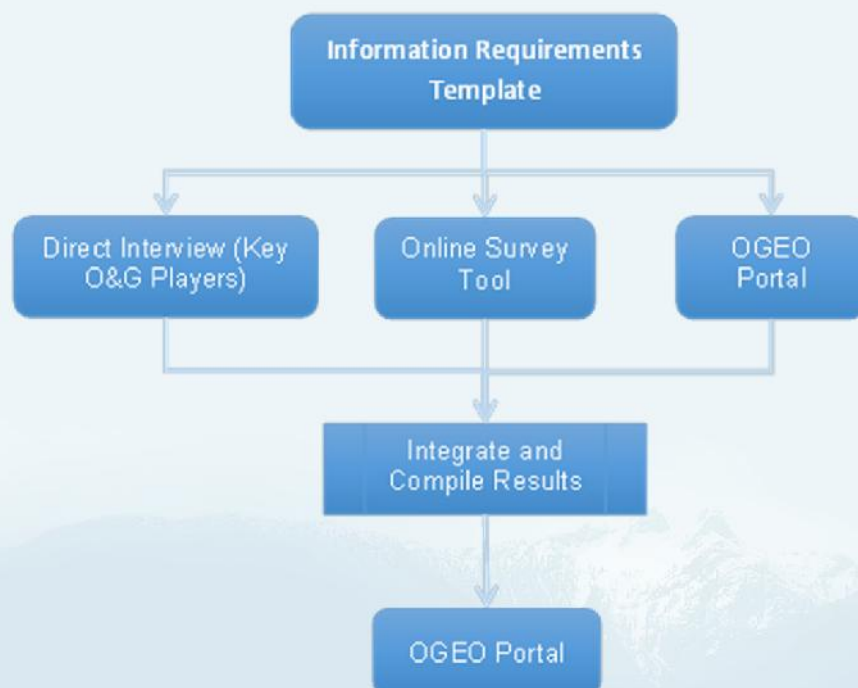 Information Requirements
Template
Direct Interview (Key
O&G Players)
Online Survey
Tool
OGEO
Portal
Integrate and
Compile Results
OGEO Portal